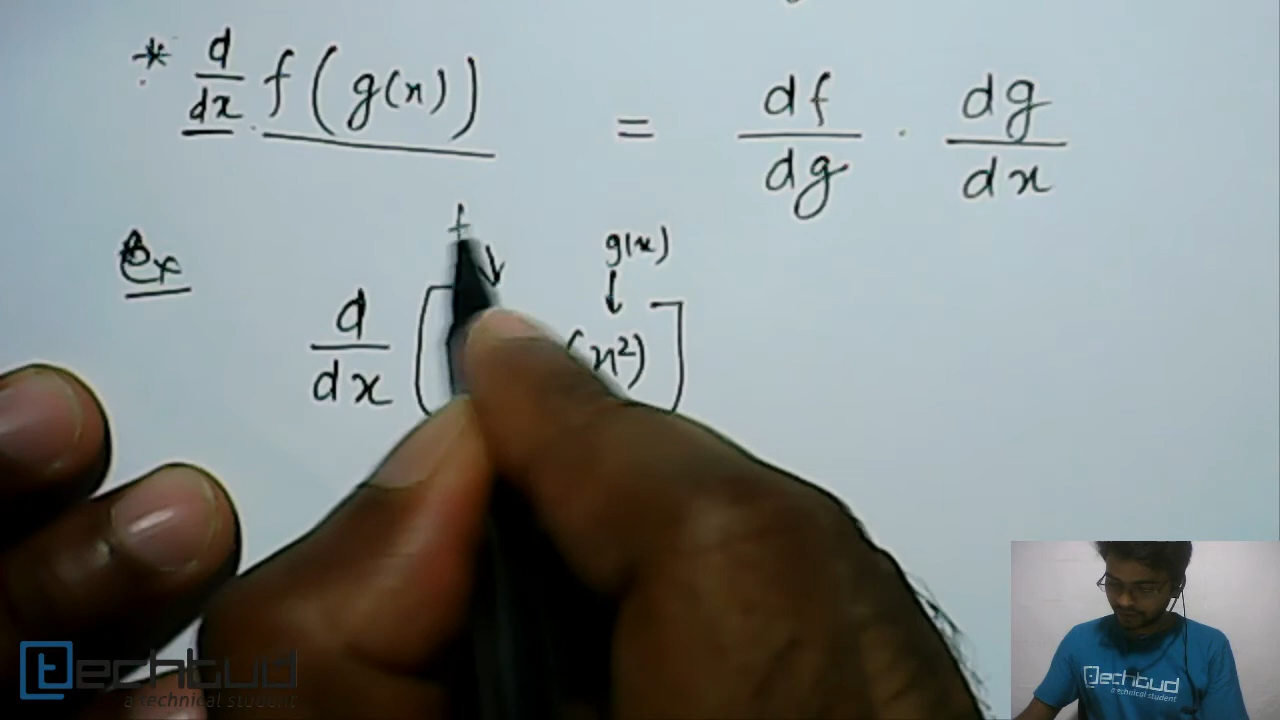 * d/dx f(g(x)) = df/dg · dg/dx
Ex
f g(x)
d/dx [ (x²) ]
techtud
a technical student
techtud
a technical student